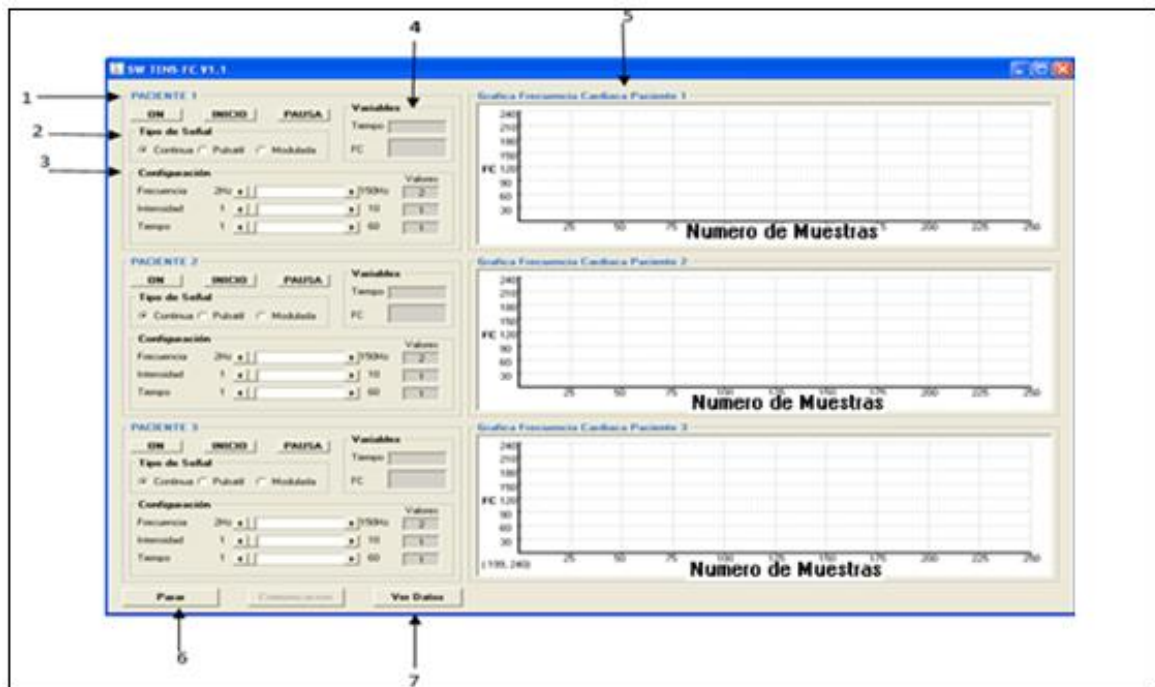 4
5
SW TENS-FC V1.1
1
PACIENTE 1
ON INICIO PAUSA
Variables
Tiempo
FC
2
Tipo de Señal
Continua Pulsatil Modulada
3
Configuración
Valores
Frecuencia 2Hz 150Hz 2
Intensidad 1 10 1
Tiempo 1 60 1
Grafica Frecuencia Cardiaca Paciente 1
240
210
180
150
FC 120
90
60
30
25 50 75 100 125 150 175 200 225 250
Numero de Muestras
PACIENTE 2
ON INICIO PAUSA
Variables
Tiempo
FC
Tipo de Señal
Continua Pulsatil Modulada
Configuración
Valores
Frecuencia 2Hz 150Hz 2
Intensidad 1 10 1
Tiempo 1 60 1
Grafica Frecuencia Cardiaca Paciente 2
240
210
180
150
FC 120
90
60
30
25 50 75 100 125 150 175 200 225 250
Numero de Muestras
PACIENTE 3
ON INICIO PAUSA
Variables
Tiempo
FC
Tipo de Señal
Continua Pulsatil Modulada
Configuración
Valores
Frecuencia 2Hz 150Hz 2
Intensidad 1 10 1
Tiempo 1 60 1
Grafica Frecuencia Cardiaca Paciente 3
240
210
180
150
FC 120
90
60
30
25 50 75 100 125 150 175 200 225 250
(199, 240)
Numero de Muestras
Parar Comunicacion Ver Datos
6
7